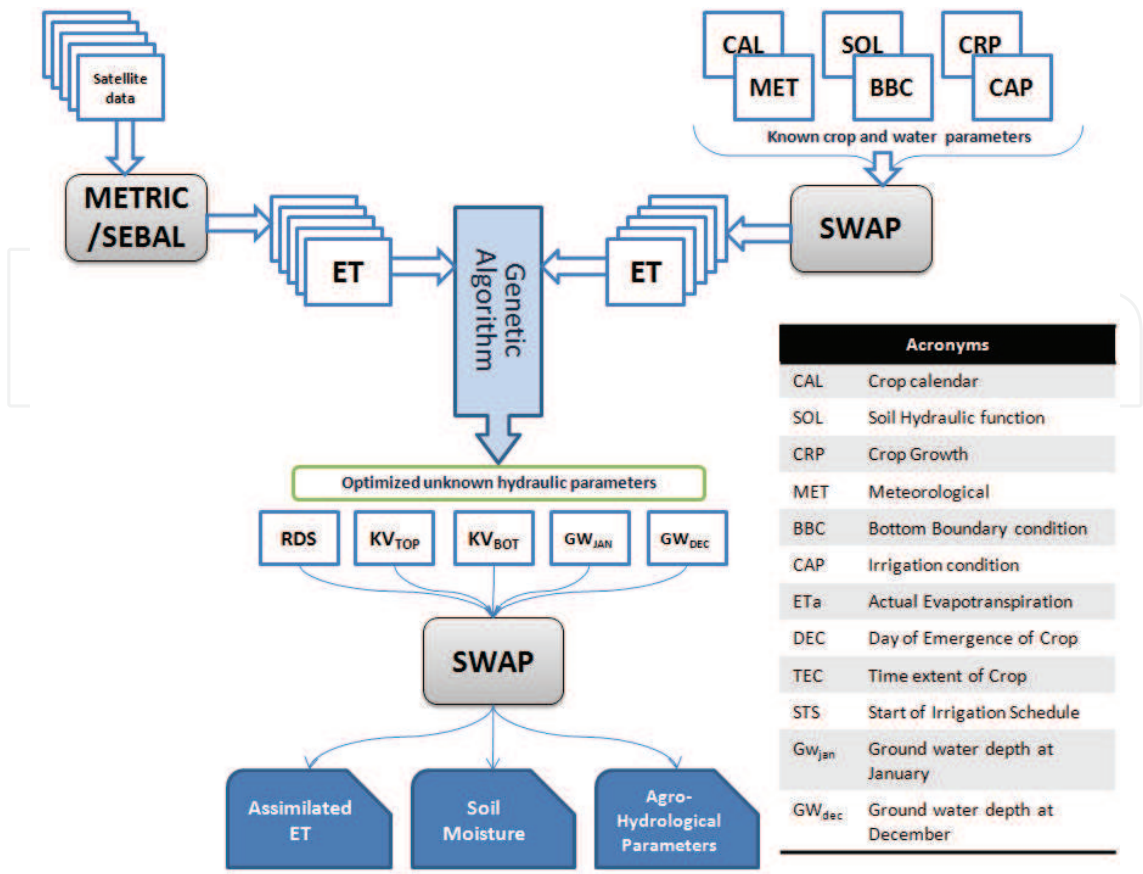 Satellite
data
CAL
SOL
CRP
MET
BBC
CAP
Known crop and water parameters
METRIC
/SEBAL
SWAP
ET
Genetic
Algorithm
ET
Optimized unknown hydraulic parameters
RDS
KVTOP
KVBOT
GWJAN
GWDEC
SWAP
Assimilated
ET
Soil
Moisture
Agro-
Hydrological
Parameters
Acronyms
CAL Crop calendar
SOL Soil Hydraulic function
CRP Crop Growth
MET Meteorological
BBC Bottom Boundary condition
CAP Irrigation condition
ETa Actual Evapotranspiration
DEC Day of Emergence of Crop
TEC Time extent of Crop
STS Start of Irrigation Schedule
Gwjan Ground water depth at
January
GWdec Ground water depth at
December